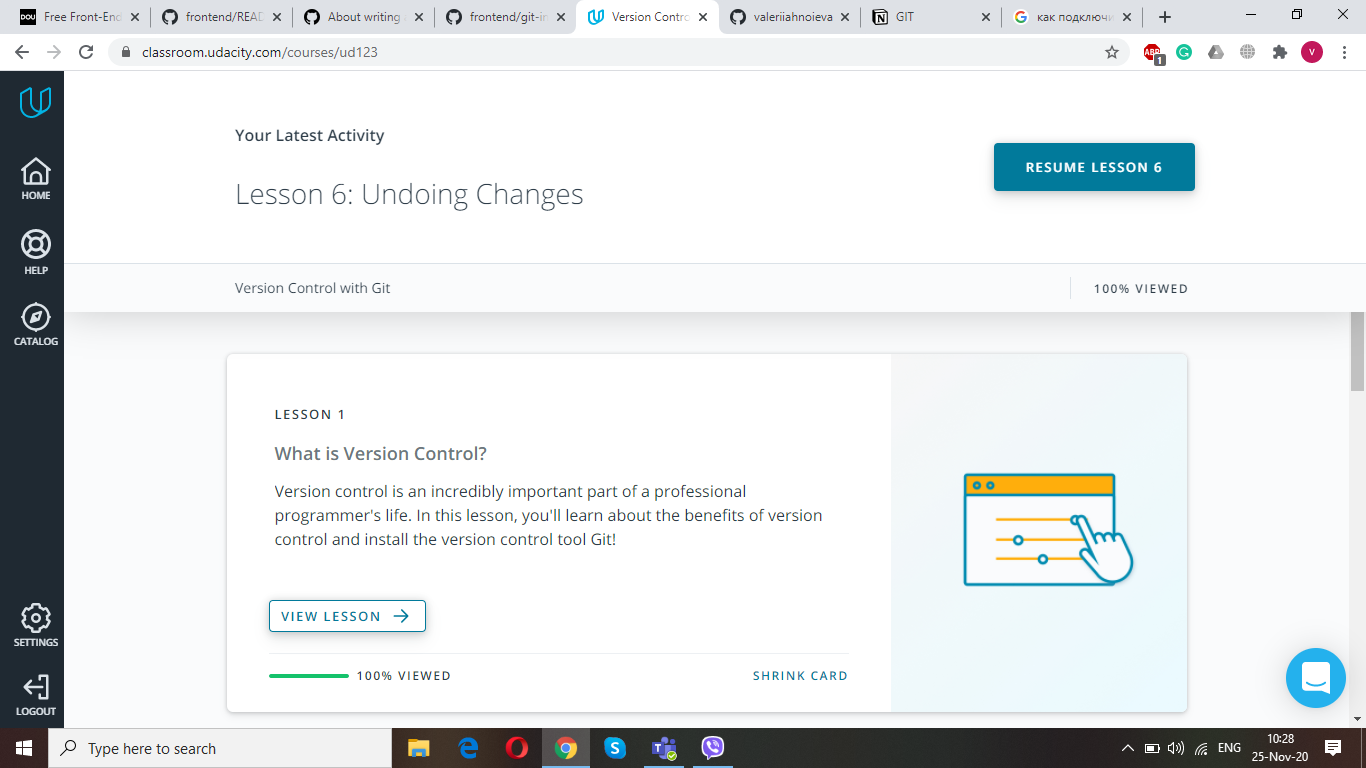 DOU Free Front-End
frontend/READ
About writing a
frontend/git-in
Version Contro
valeriiahnoieva
GIT
как подключи
classroom.udacity.com/courses/ud123
ABP
1
V
HOME
HELP
CATALOG
SETTINGS
LOGOUT
Your Latest Activity
Lesson 6: Undoing Changes
RESUME LESSON 6
Version Control with Git
100% VIEWED
LESSON 1
What is Version Control?
Version control is an incredibly important part of a professional
programmer's life. In this lesson, you'll learn about the benefits of version
control and install the version control tool Git!
VIEW LESSON
100% VIEWED
SHRINK CARD
Type here to search
ENG
10:28
25-Nov-20